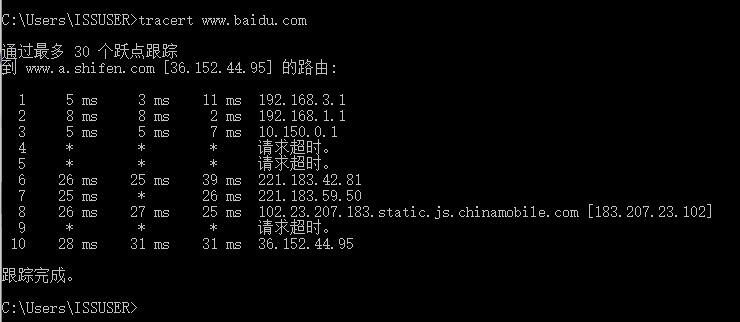 C:\Users\ISSUSER>tracert www.baidu.com
通过最多 30 个跃点跟踪
到 www.a.shifen.com [36.152.44.95] 的路由:
1 5 ms 3 ms 11 ms 192.168.3.1
2 8 ms 8 ms 2 ms 192.168.1.1
3 5 ms 5 ms 7 ms 10.150.0.1
4 * * * 请求超时。
5 * * * 请求超时。
6 26 ms 25 ms 39 ms 221.183.42.81
7 25 ms * 26 ms 221.183.59.50
8 26 ms 27 ms 25 ms 102.23.207.183.static.js.chinamobile.com [183.207.23.102]
9 * * * 请求超时。
10 28 ms 31 ms 31 ms 36.152.44.95
跟踪完成。
C:\Users\ISSUSER>